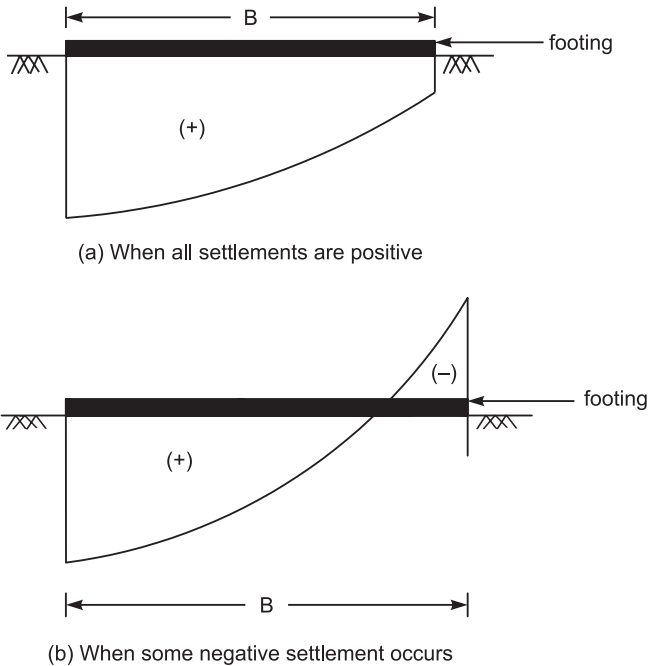 B
footing
(+)
(a) When all settlements are positive
(–)
footing
(+)
B
(b) When some negative settlement occurs